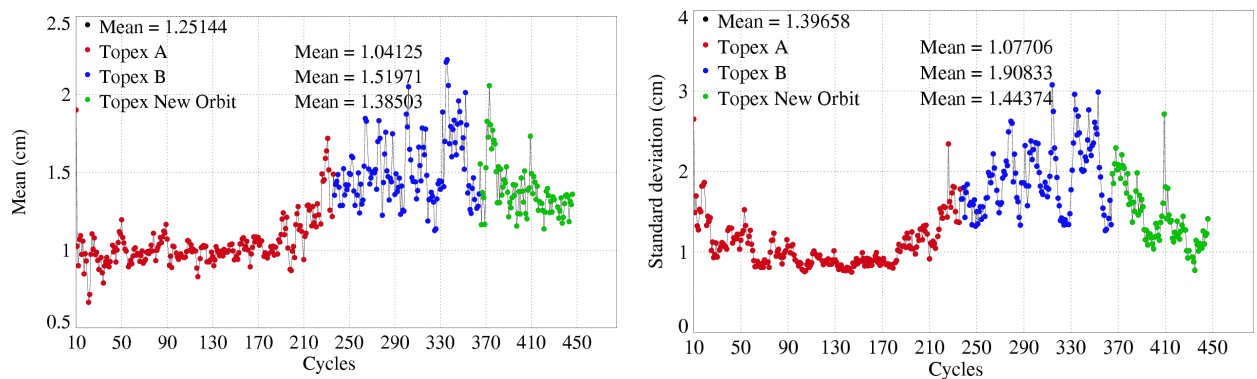 2.5
Mean = 1.25144
Topex A Mean = 1.04125
Topex B Mean = 1.51971
Topex New Orbit Mean = 1.38503
2
1.5
1
0.5
Mean (cm)
10 50 90 130 170 210 250 290 330 370 410 450
Cycles
4
Mean = 1.39658
Topex A Mean = 1.07706
Topex B Mean = 1.90833
Topex New Orbit Mean = 1.44374
3
2
1
0
Standard deviation (cm)
10 50 90 130 170 210 250 290 330 370 410 450
Cycles